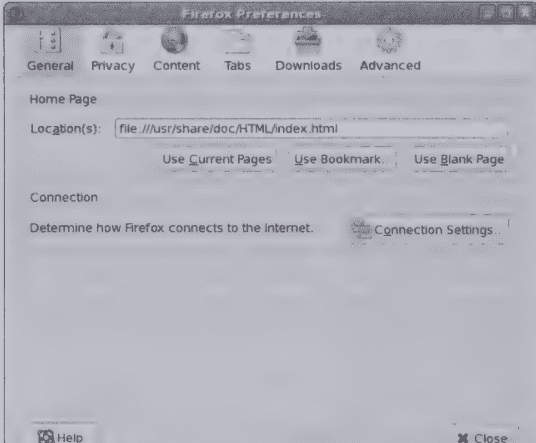 Firefox Preferences
General Privacy Content Tabs Downloads Advanced
Home Page
Location(s): file:///usr/share/doc/HTML/index.html
Use Current Pages Use Bookmark... Use Blank Page
Connection
Determine how Firefox connects to the Internet. Connection Settings...
Help Close